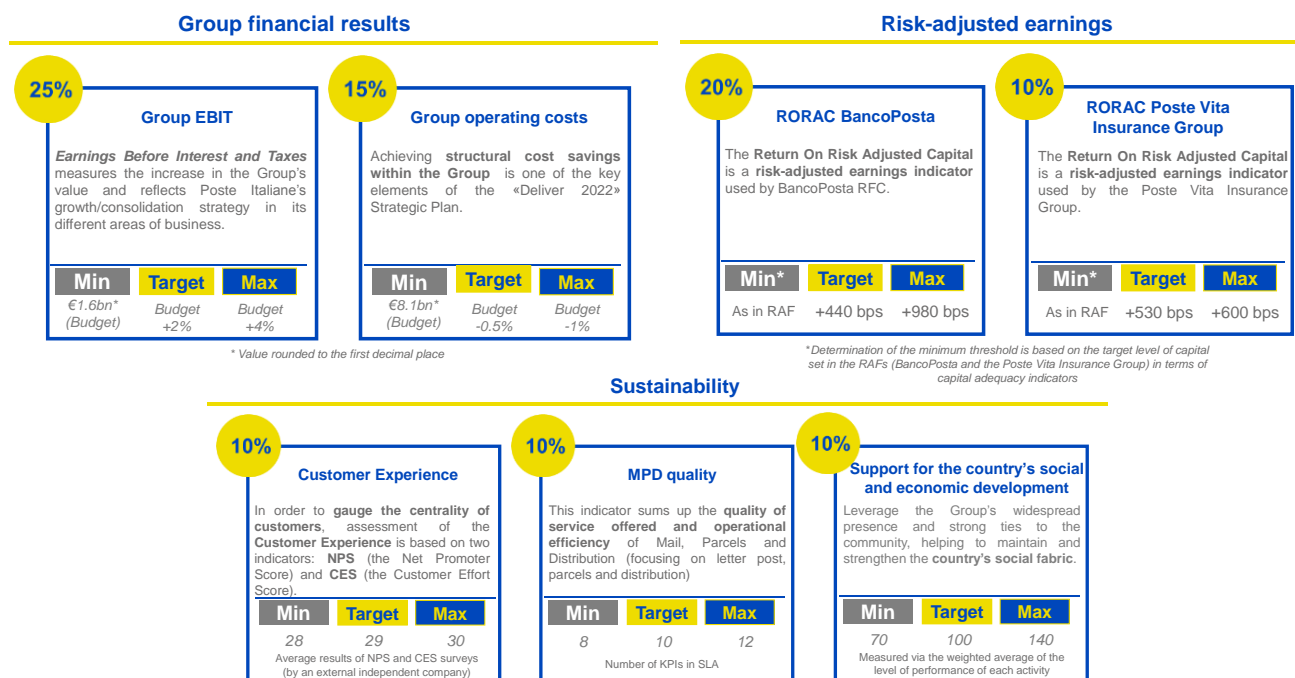 Group financial results
25%
Group EBIT
Earnings Before Interest and Taxes
measures the increase in the Group's
value and reflects Poste Italiane's
growth/consolidation strategy in its
different areas of business.
Min Target Max
€1.6bn*
(Budget)
Budget
+2%
Budget
+4%
15%
Group operating costs
Achieving structural cost savings
within the Group is one of the key
elements of the «Deliver 2022»
Strategic Plan.
Min Target Max
€8.1bn*
(Budget)
Budget
-0.5%
Budget
-1%
* Value rounded to the first decimal place
Risk-adjusted earnings
20%
RORAC BancoPosta
The Return On Risk Adjusted Capital
is a risk-adjusted earnings indicator
used by BancoPosta RFC.
Min* Target Max
As in RAF +440 bps +980 bps
10%
RORAC Poste Vita
Insurance Group
The Return On Risk Adjusted Capital
is a risk-adjusted earnings indicator
used by the Poste Vita Insurance
Group.
Min* Target Max
As in RAF +530 bps +600 bps
*Determination of the minimum threshold is based on the target level of capital
set in the RAFs (BancoPosta and the Poste Vita Insurance Group) in terms of
capital adequacy indicators
Sustainability
10%
Customer Experience
In order to gauge the centrality of
customers, assessment of the
Customer Experience is based on two
indicators: NPS (the Net Promoter
Score) and CES (the Customer Effort
Score).
Min Target Max
28 29 30
Average results of NPS and CES surveys
(by an external independent company)
10%
MPD quality
This indicator sums up the quality of
service offered and operational
efficiency of Mail, Parcels and
Distribution (focusing on letter post,
parcels and distribution)
Min Target Max
8 10 12
Number of KPIs in SLA
10%
Support for the country's social
and economic development
Leverage the Group's widespread
presence and strong ties to the
community, helping to maintain and
strengthen the country's social fabric.
Min Target Max
70 100 140
Measured via the weighted average of the
level of performance of each activity